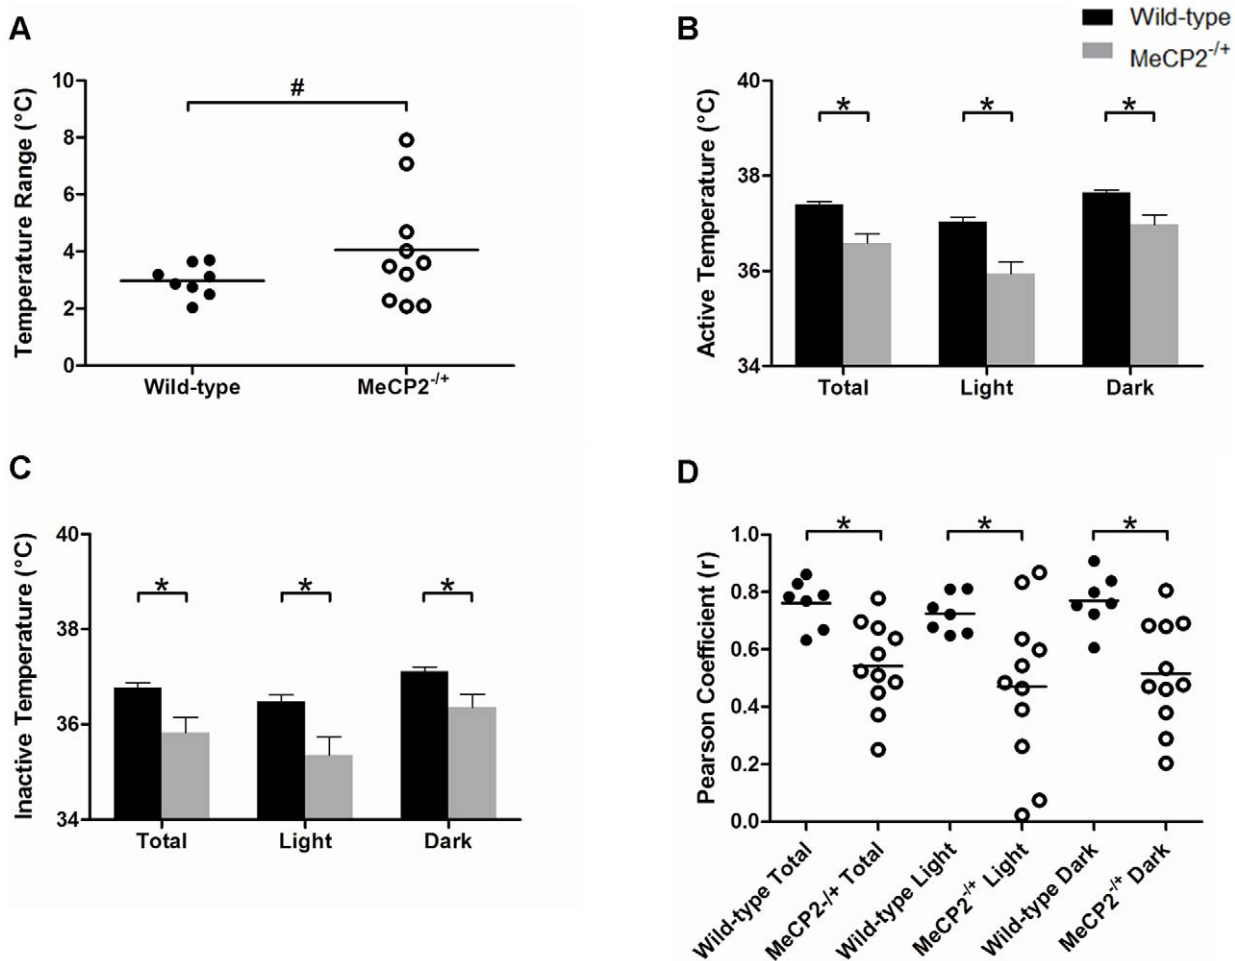 A
Temperature Range (°C)
10
8
6
4
2
0
#
Wild-type MeCP2⁻/⁺
B
Wild-type
MeCP2⁻/⁺
Active Temperature (°C)
40
38
36
34
* * *
Total Light Dark
C
Inactive Temperature (°C)
40
38
36
34
* * *
Total Light Dark
D
Pearson Coefficient (r)
1.0
0.8
0.6
0.4
0.2
0.0
* * *
Wild-type Total
MeCP2-/+ Total
Wild-type Light
MeCP2⁻/⁺ Light
Wild-type Dark
MeCP2⁻/⁺ Dark